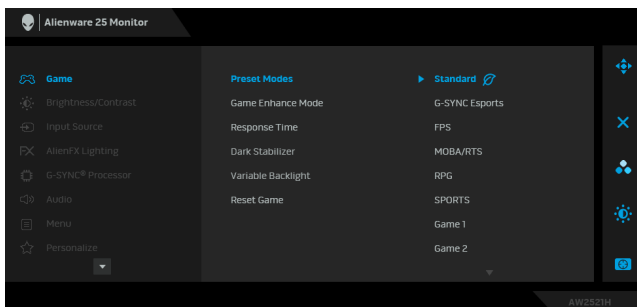 Alienware 25 Monitor
Game
Preset Modes
Standard
Brightness/Contrast
Game Enhance Mode
G-SYNC Esports
Input Source
Response Time
FPS
FX
AlienFX Lighting
Dark Stabilizer
MOBA/RTS
G-SYNC® Processor
Variable Backlight
RPG
Audio
Reset Game
SPORTS
Menu
Game 1
Personalize
Game 2
AW2521H